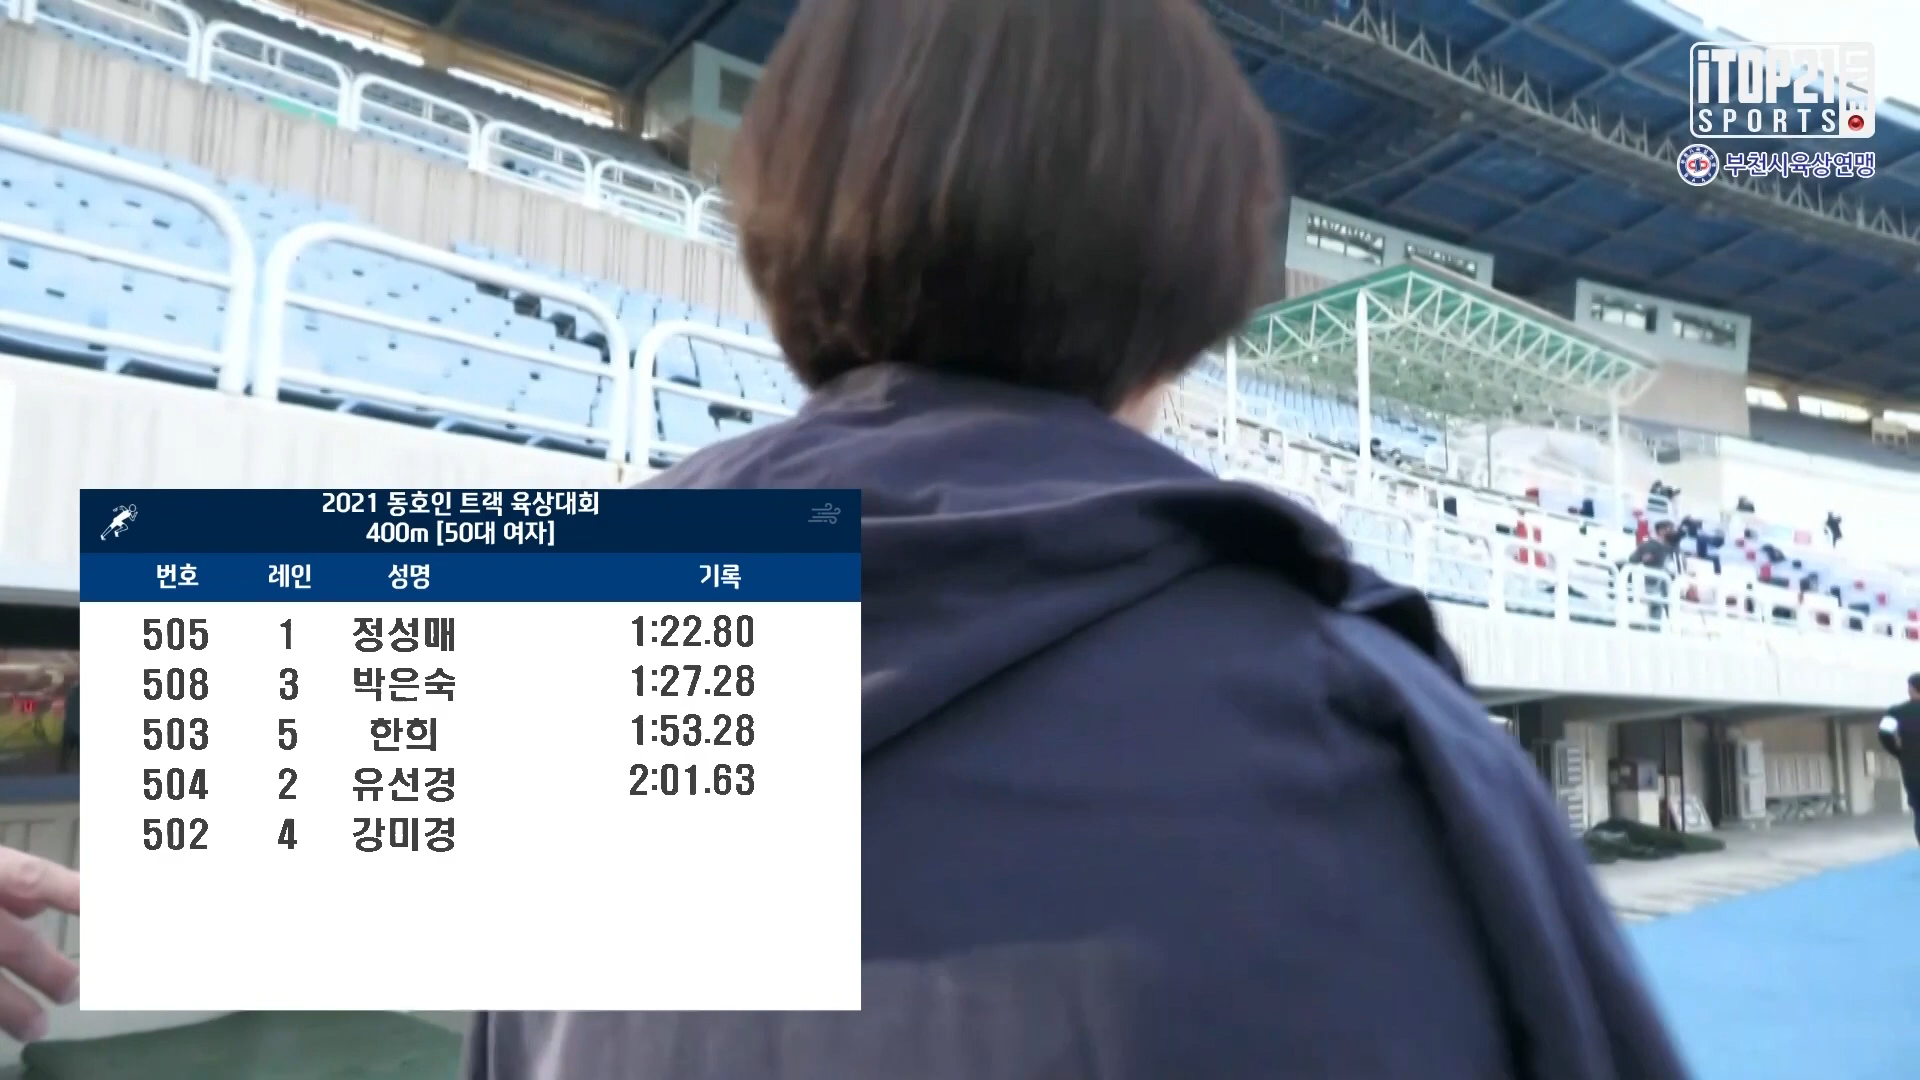 iTOP21
LIVE
SPORTS
부천시육상연맹
2021 동호인 트랙 육상대회
400m [50대 여자]
번호 레인 성명 기록
505 1 정성매 1:22.80
508 3 박은숙 1:27.28
503 5 한희 1:53.28
504 2 유선경 2:01.63
502 4 강미경